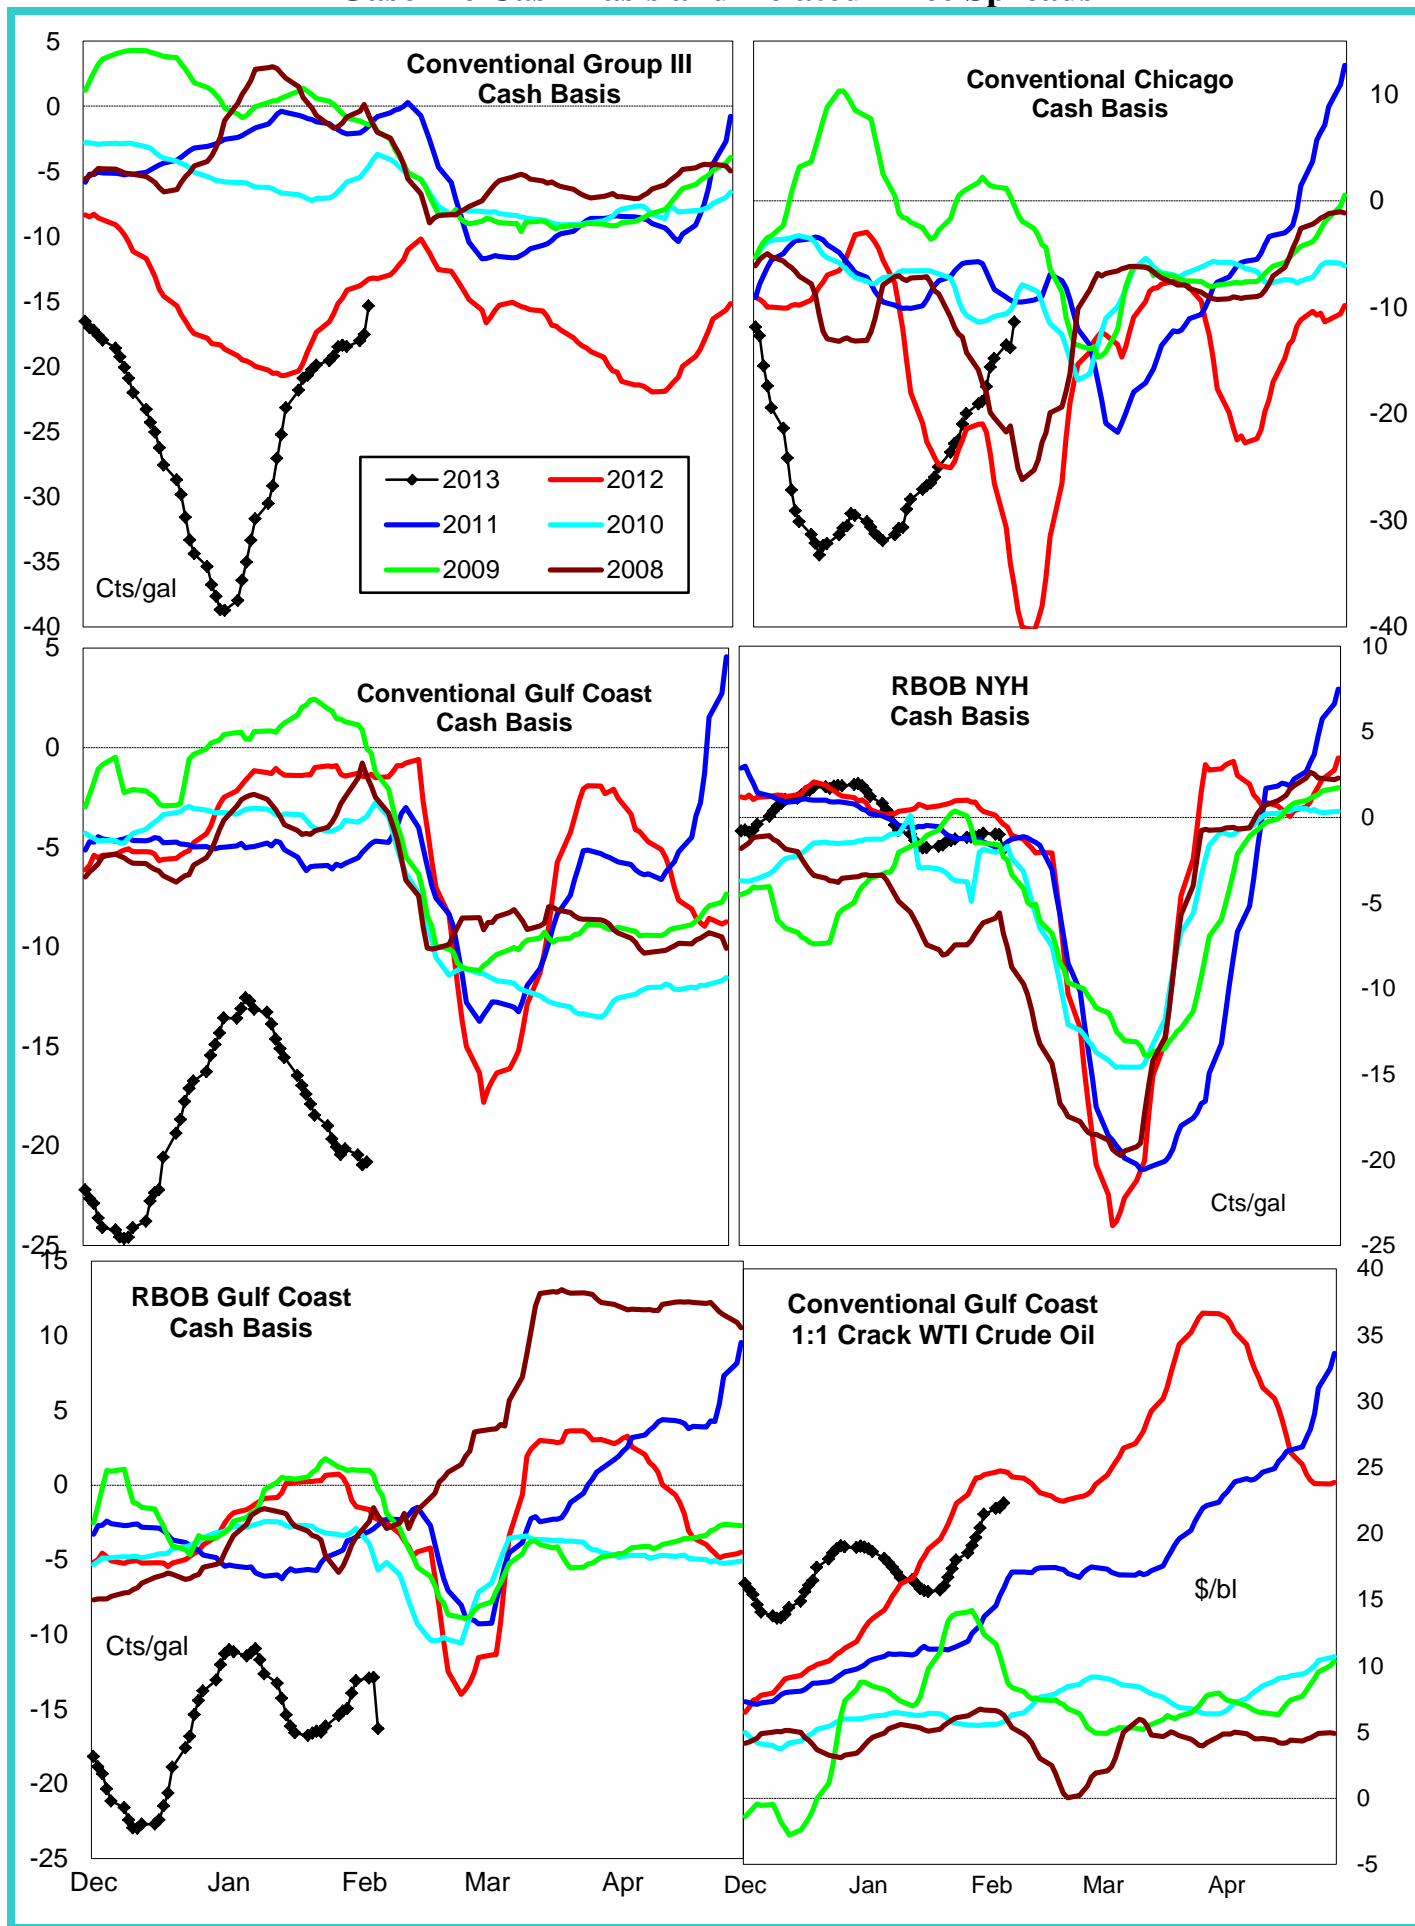 Conventional Group III
Cash Basis
5
0
-5
-10
-15
-20
-25
-30
-35
-40
Cts/gal
2013
2012
2011
2010
2009
2008
Conventional Chicago
Cash Basis
10
0
-10
-20
-30
-40
Conventional Gulf Coast
Cash Basis
5
0
-5
-10
-15
-20
-25
RBOB NYH
Cash Basis
10
5
0
-5
-10
-15
-20
-25
Cts/gal
RBOB Gulf Coast
Cash Basis
15
10
5
0
-5
-10
-15
-20
-25
Cts/gal
Dec
Jan
Feb
Mar
Apr
Conventional Gulf Coast
1:1 Crack WTI Crude Oil
40
35
30
25
20
15
10
5
0
-5
$/bl
Dec
Jan
Feb
Mar
Apr